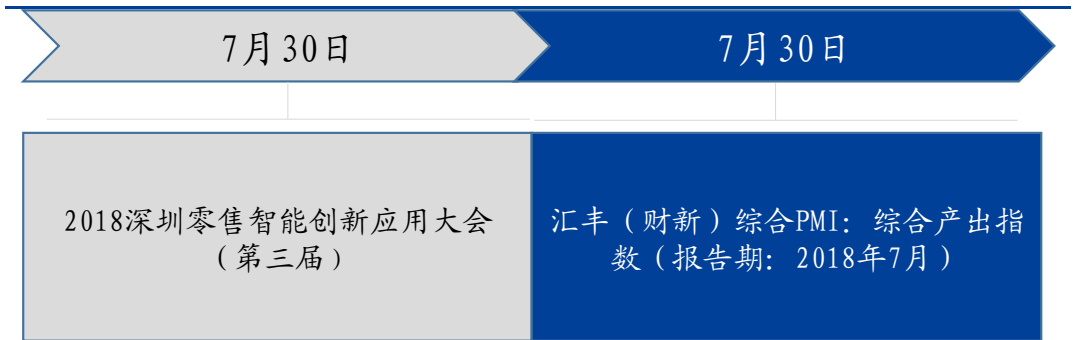 7月30日
7月30日
2018深圳零售智能创新应用大会
（第三届）
汇丰（财新）综合PMI：综合产出指
数（报告期：2018年7月）